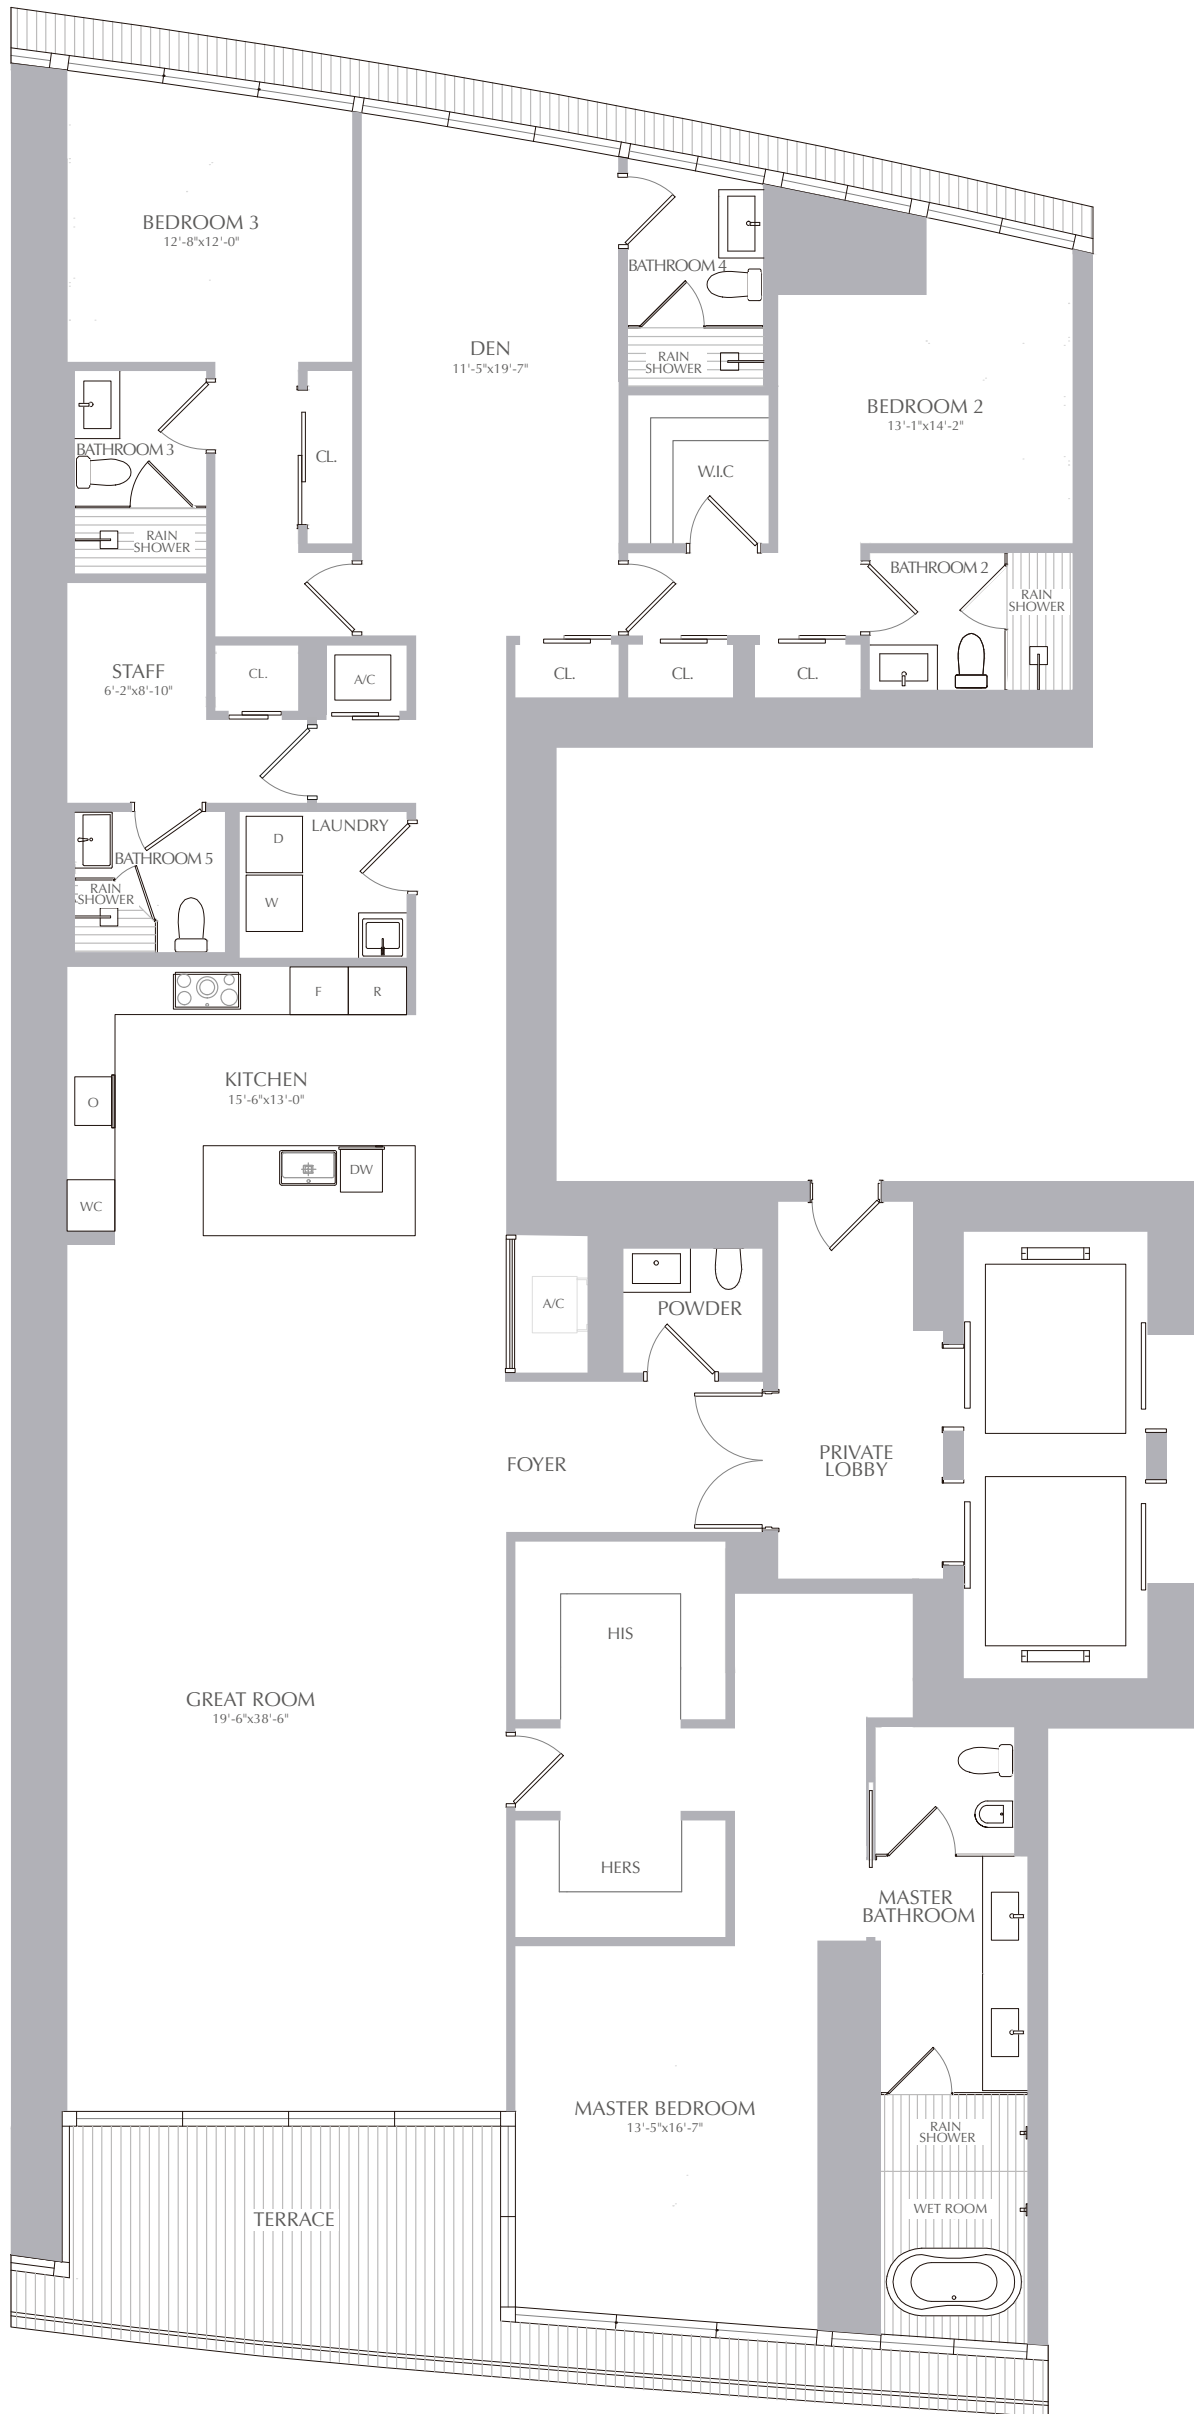 BEDROOM 3
12'-8"x12'-0"
BATHROOM 4
DEN
11'-5"x19'-7"
RAIN
SHOWER
BEDROOM 2
13'-1"x14'-2"
BATHROOM 3
CL.
W.I.C
RAIN
SHOWER
BATHROOM 2
RAIN
SHOWER
STAFF
6'-2"x8'-10"
CL.
A/C
CL.
CL.
CL.
LAUNDRY
D
BATHROOM 5
RAIN
SHOWER
W
F
R
KITCHEN
15'-6"x13'-0"
O
DW
WC
A/C
POWDER
FOYER
PRIVATE
LOBBY
HIS
GREAT ROOM
19'-6"x38'-6"
HERS
MASTER
BATHROOM
MASTER BEDROOM
13'-5"x16'-7"
RAIN
SHOWER
WET ROOM
TERRACE